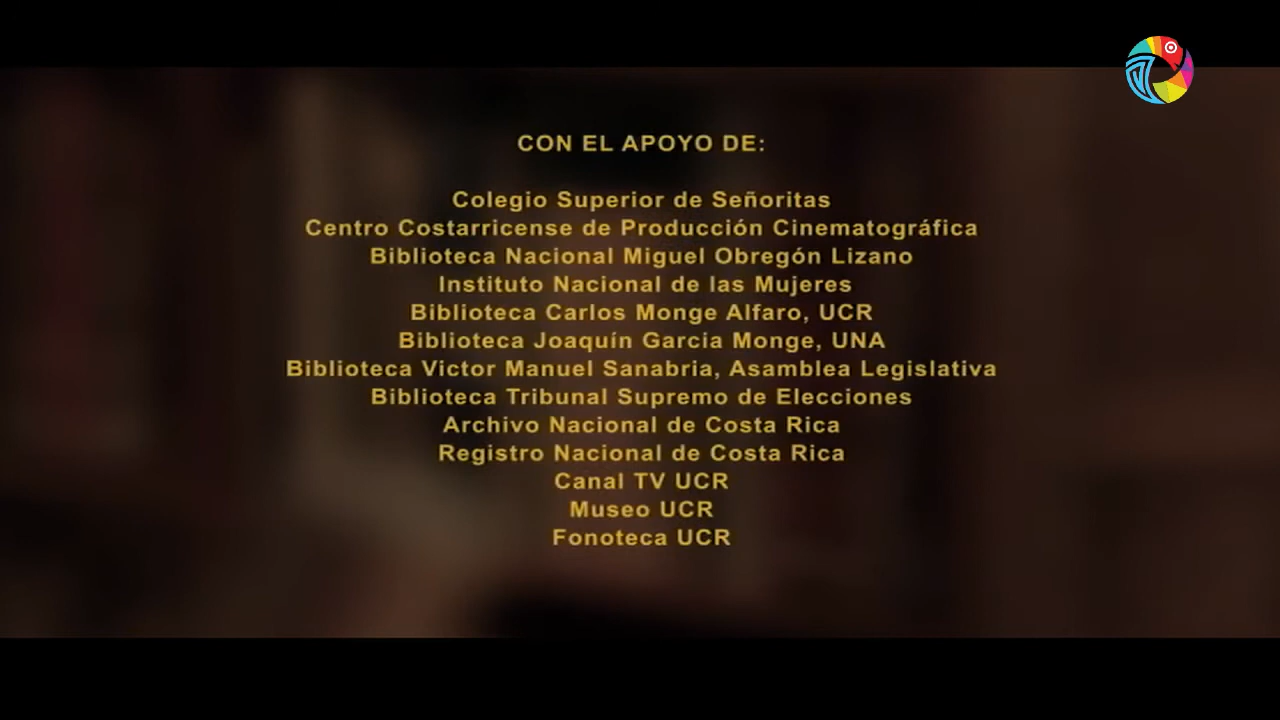 CON EL APOYO DE:
Colegio Superior de Señoritas
Centro Costarricense de Producción Cinematográfica
Biblioteca Nacional Miguel Obregón Lizano
Instituto Nacional de las Mujeres
Biblioteca Carlos Monge Alfaro, UCR
Biblioteca Joaquín Garcia Monge, UNA
Biblioteca Victor Manuel Sanabria, Asamblea Legislativa
Biblioteca Tribunal Supremo de Elecciones
Archivo Nacional de Costa Rica
Registro Nacional de Costa Rica
Canal TV UCR
Museo UCR
Fonoteca UCR